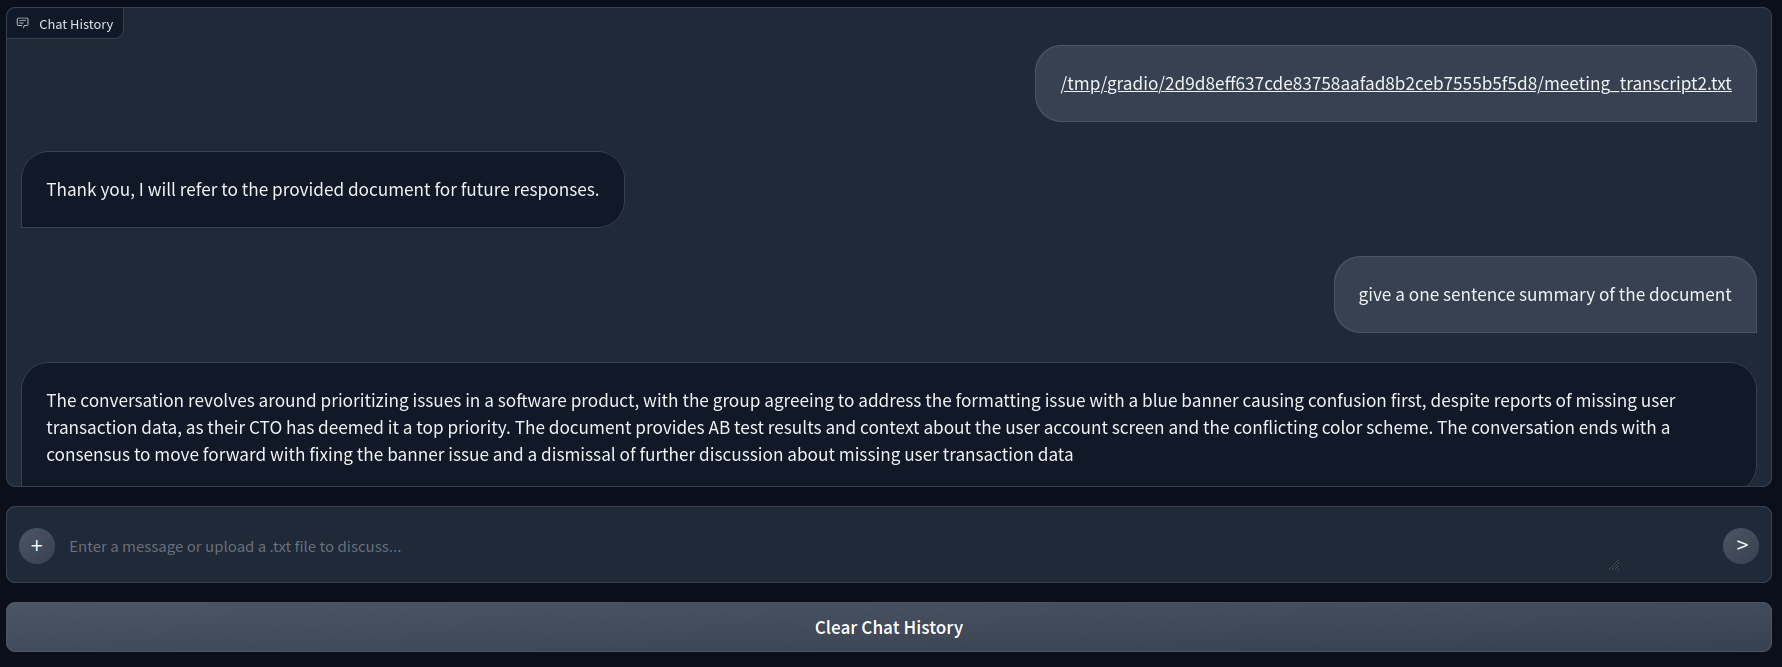 Chat History
/tmp/gradio/2d9d8eff637cde83758aafad8b2ceb7555b5f5d8/meeting_transcript2.txt
Thank you, I will refer to the provided document for future responses.
give a one sentence summary of the document
The conversation revolves around prioritizing issues in a software product, with the group agreeing to address the formatting issue with a blue banner causing confusion first, despite reports of missing user
transaction data, as their CTO has deemed it a top priority. The document provides AB test results and context about the user account screen and the conflicting color scheme. The conversation ends with a
consensus to move forward with fixing the banner issue and a dismissal of further discussion about missing user transaction data
+ Enter a message or upload a .txt file to discuss... >
Clear Chat History